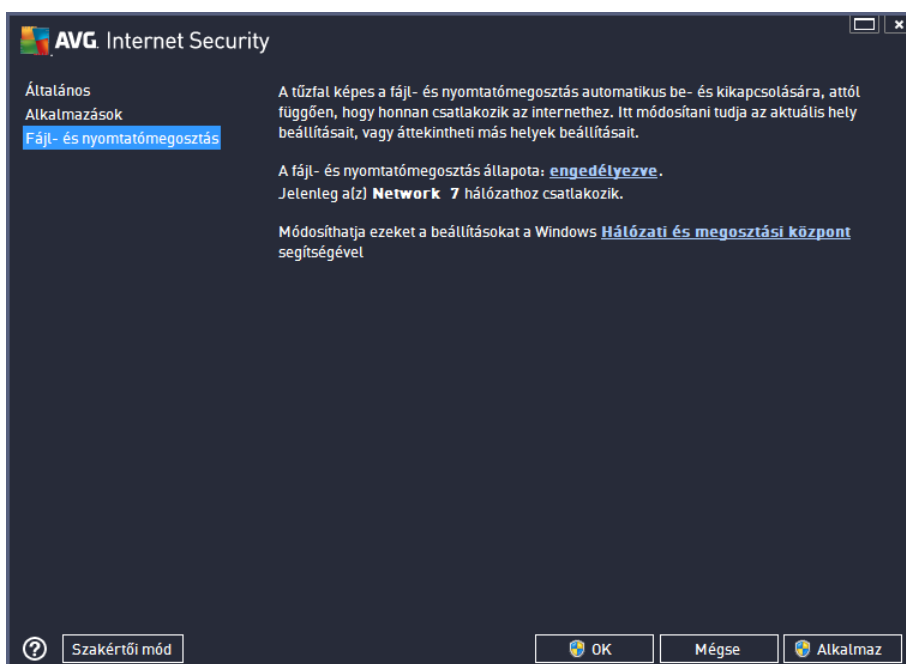 AVG. Internet Security
Általános
Alkalmazások
Fájl- és nyomtatómegosztás
A tűzfal képes a fájl- és nyomtatómegosztás automatikus be- és kikapcsolására, attól
függően, hogy honnan csatlakozik az internethez. Itt módosítani tudja az aktuális hely
beállításait, vagy áttekintheti más helyek beállításait.
A fájl- és nyomtatómegosztás állapota: engedélyezve.
Jelenleg a(z) Network 7 hálózathoz csatlakozik.
Módosíthatja ezeket a beállításokat a Windows Hálózati és megosztási központ
segítségével
? Szakértői mód
OK
Mégse
Alkalmaz